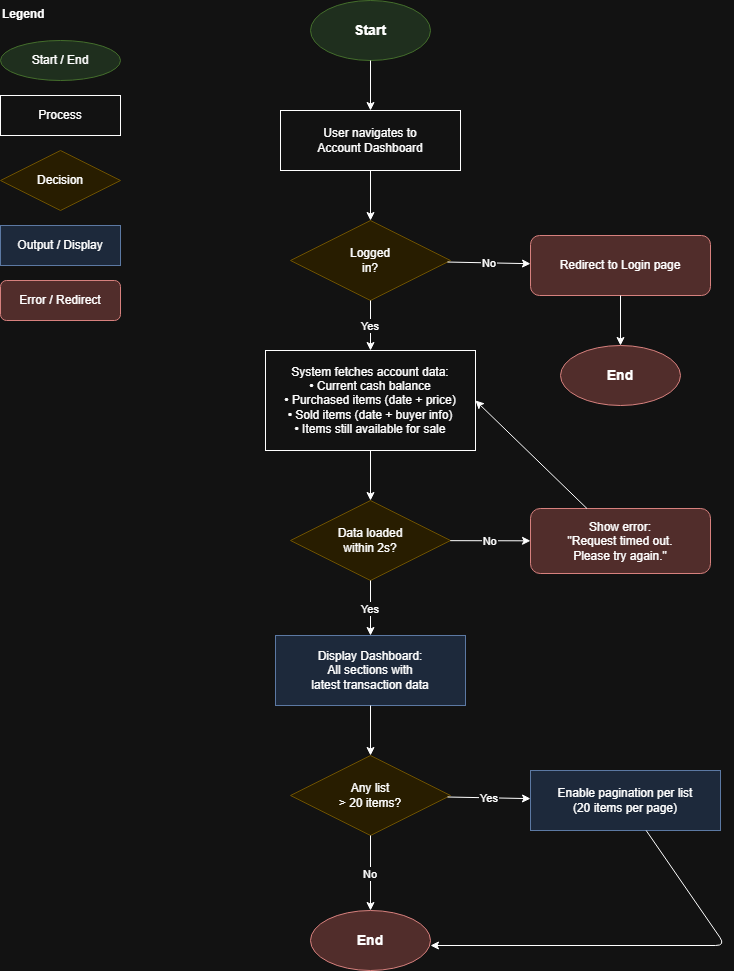 Legend
Start / End
Process
Decision
Output / Display
Error / Redirect
Start
User navigates to
Account Dashboard
Logged
in?
No
Redirect to Login page
End
Yes
System fetches account data:
• Current cash balance
• Purchased items (date + price)
• Sold items (date + buyer info)
• Items still available for sale
Data loaded
within 2s?
No
Show error:
"Request timed out.
Please try again."
Yes
Display Dashboard:
All sections with
latest transaction data
Any list
> 20 items?
Yes
Enable pagination per list
(20 items per page)
No
End